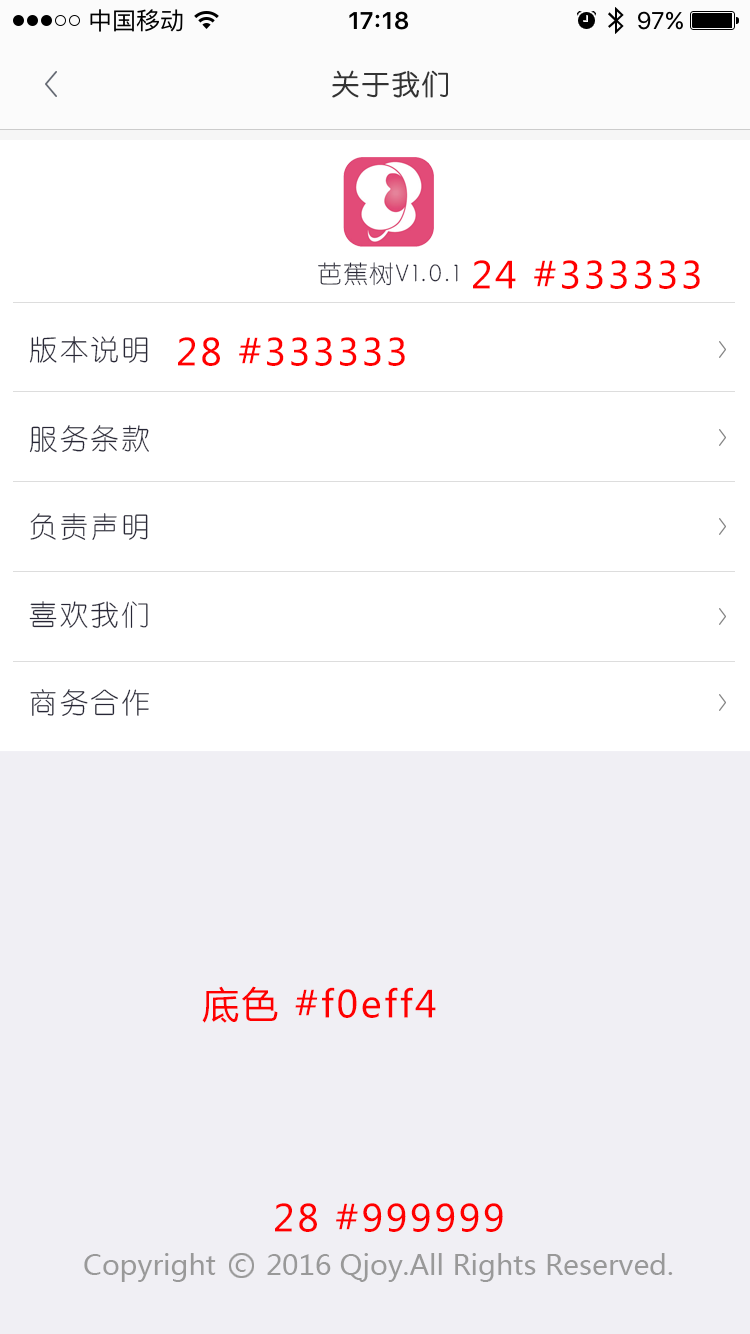 中国移动 17:18 97%
关于我们
芭蕉树V1.0.1 24 #333333
版本说明 28 #333333
服务条款
负责声明
喜欢我们
商务合作
底色 #f0eff4
28 #999999
Copyright © 2016 Qjoy.All Rights Reserved.